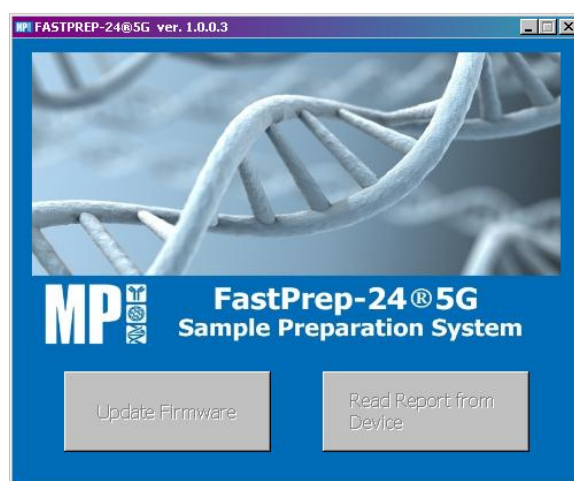 MP FASTPREP-24®5G ver. 1.0.0.3
MP
FastPrep-24®5G
Sample Preparation System
Update Firmware
Read Report from
Device